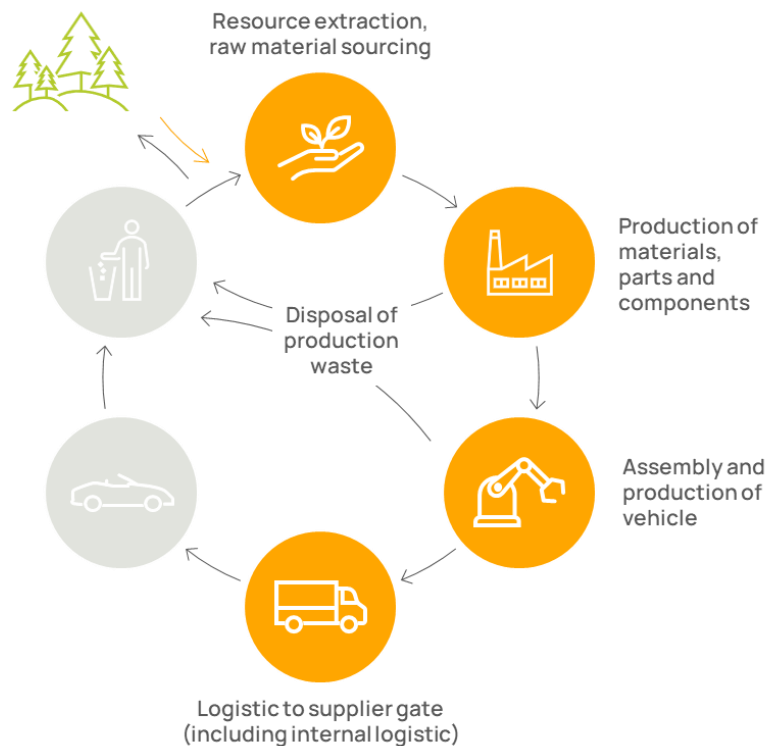 Resource extraction,
raw material sourcing
Production of
materials,
parts and
components
Disposal of
production
waste
Assembly and
production of
vehicle
Logistic to supplier gate
(including internal logistic)